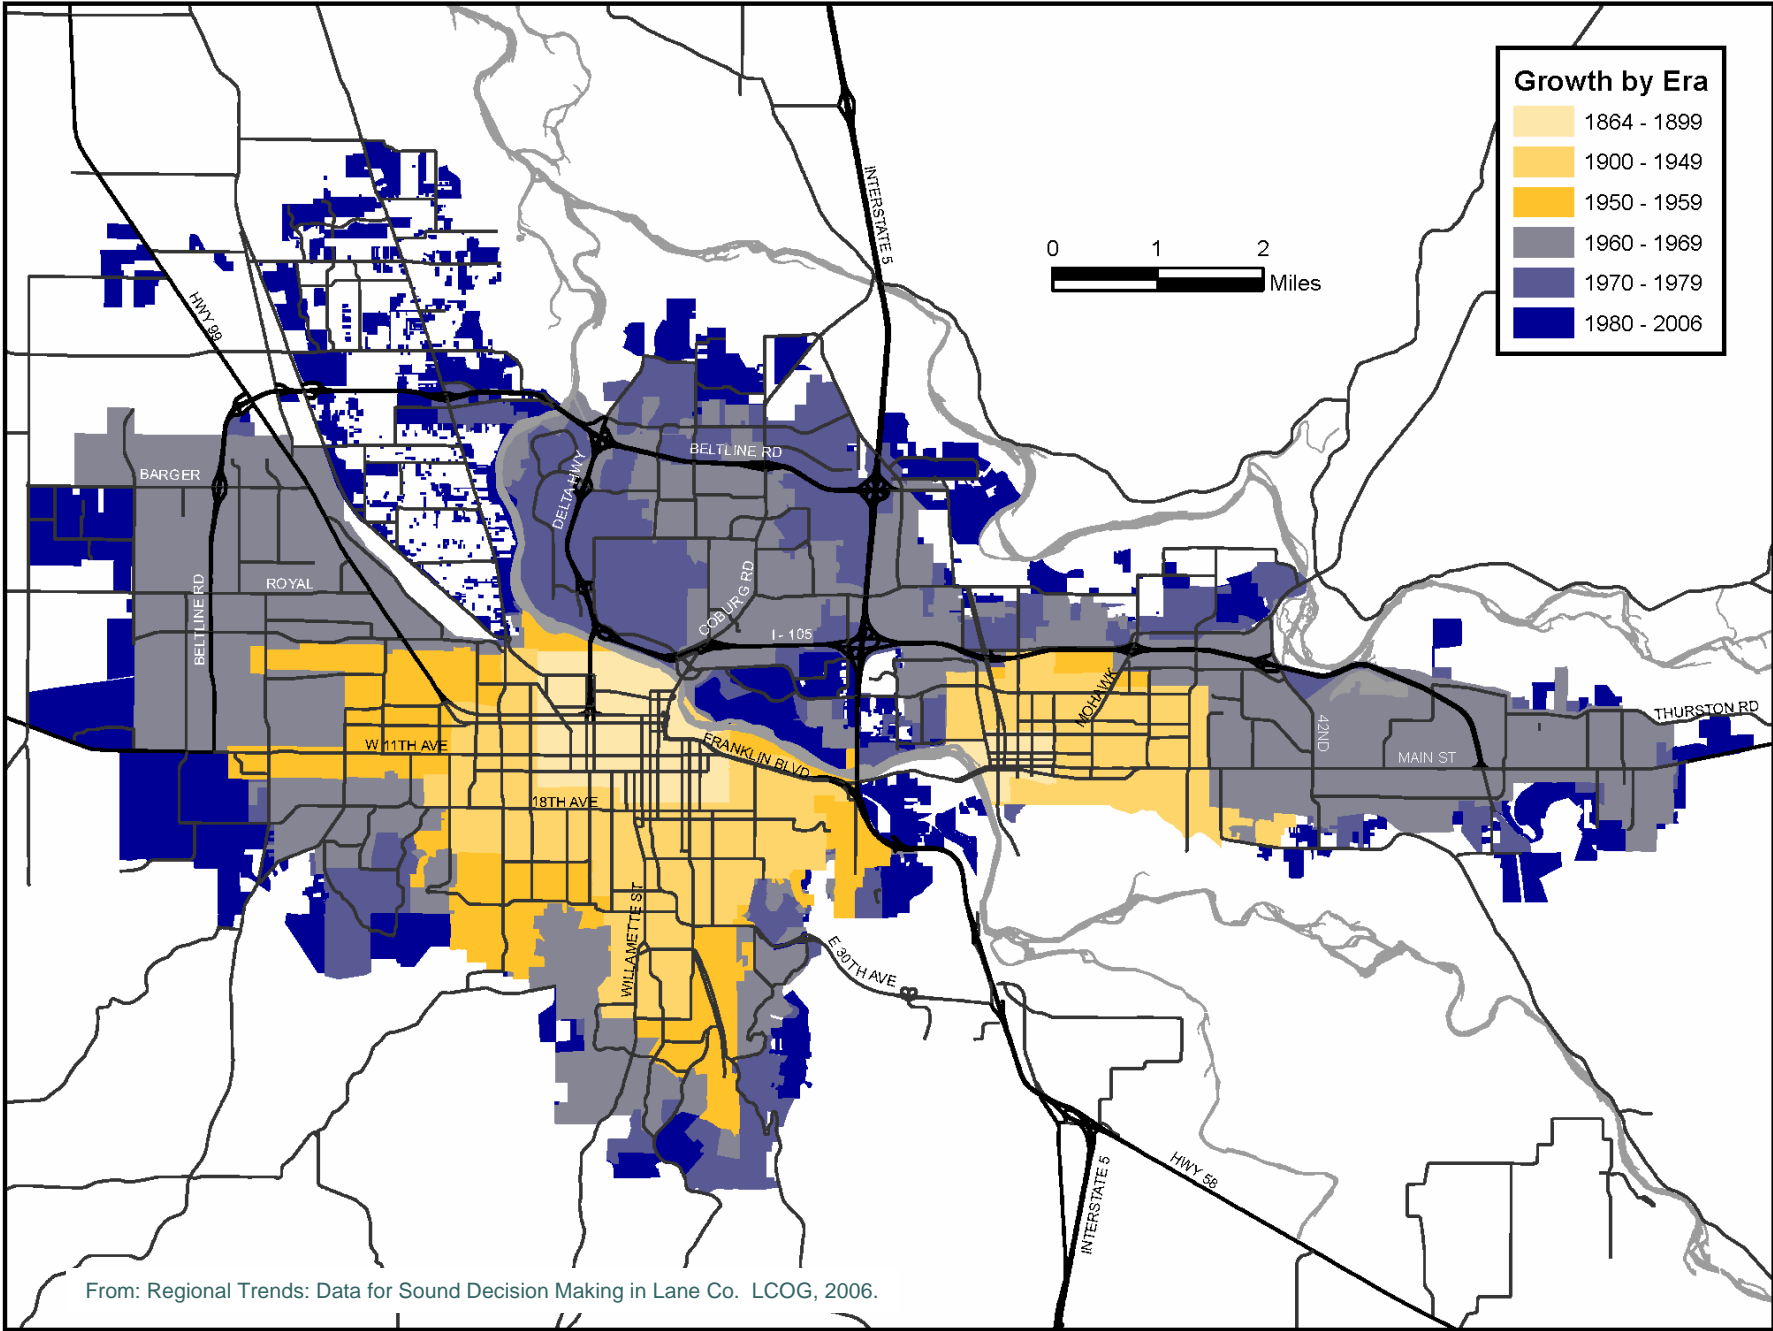 Growth by Era
1864 - 1899
1900 - 1949
1950 - 1959
1960 - 1969
1970 - 1979
1980 - 2006
INTERSTATE 5
0 1 2
Miles
HWY 99
BELTLINE RD
BARGER
DELTA HWY
ROYAL
BELTLINE RD
COBURG RD
I - 105
MOHAWK
42ND
THURSTON RD
W 11TH AVE
FRANKLIN BLVD
MAIN ST
18TH AVE
WILLAMETTE ST
E 30TH AVE
HWY 58
INTERSTATE 5
From: Regional Trends: Data for Sound Decision Making in Lane Co. LCOG, 2006.